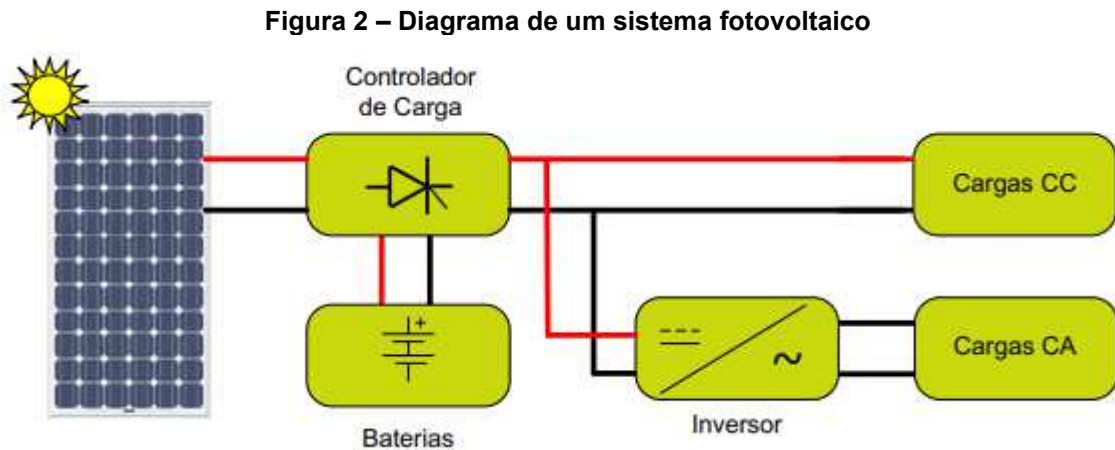 Figura 2 – Diagrama de um sistema fotovoltaico
Controlador
de Carga
Cargas CC
Cargas CA
Inversor
Baterias